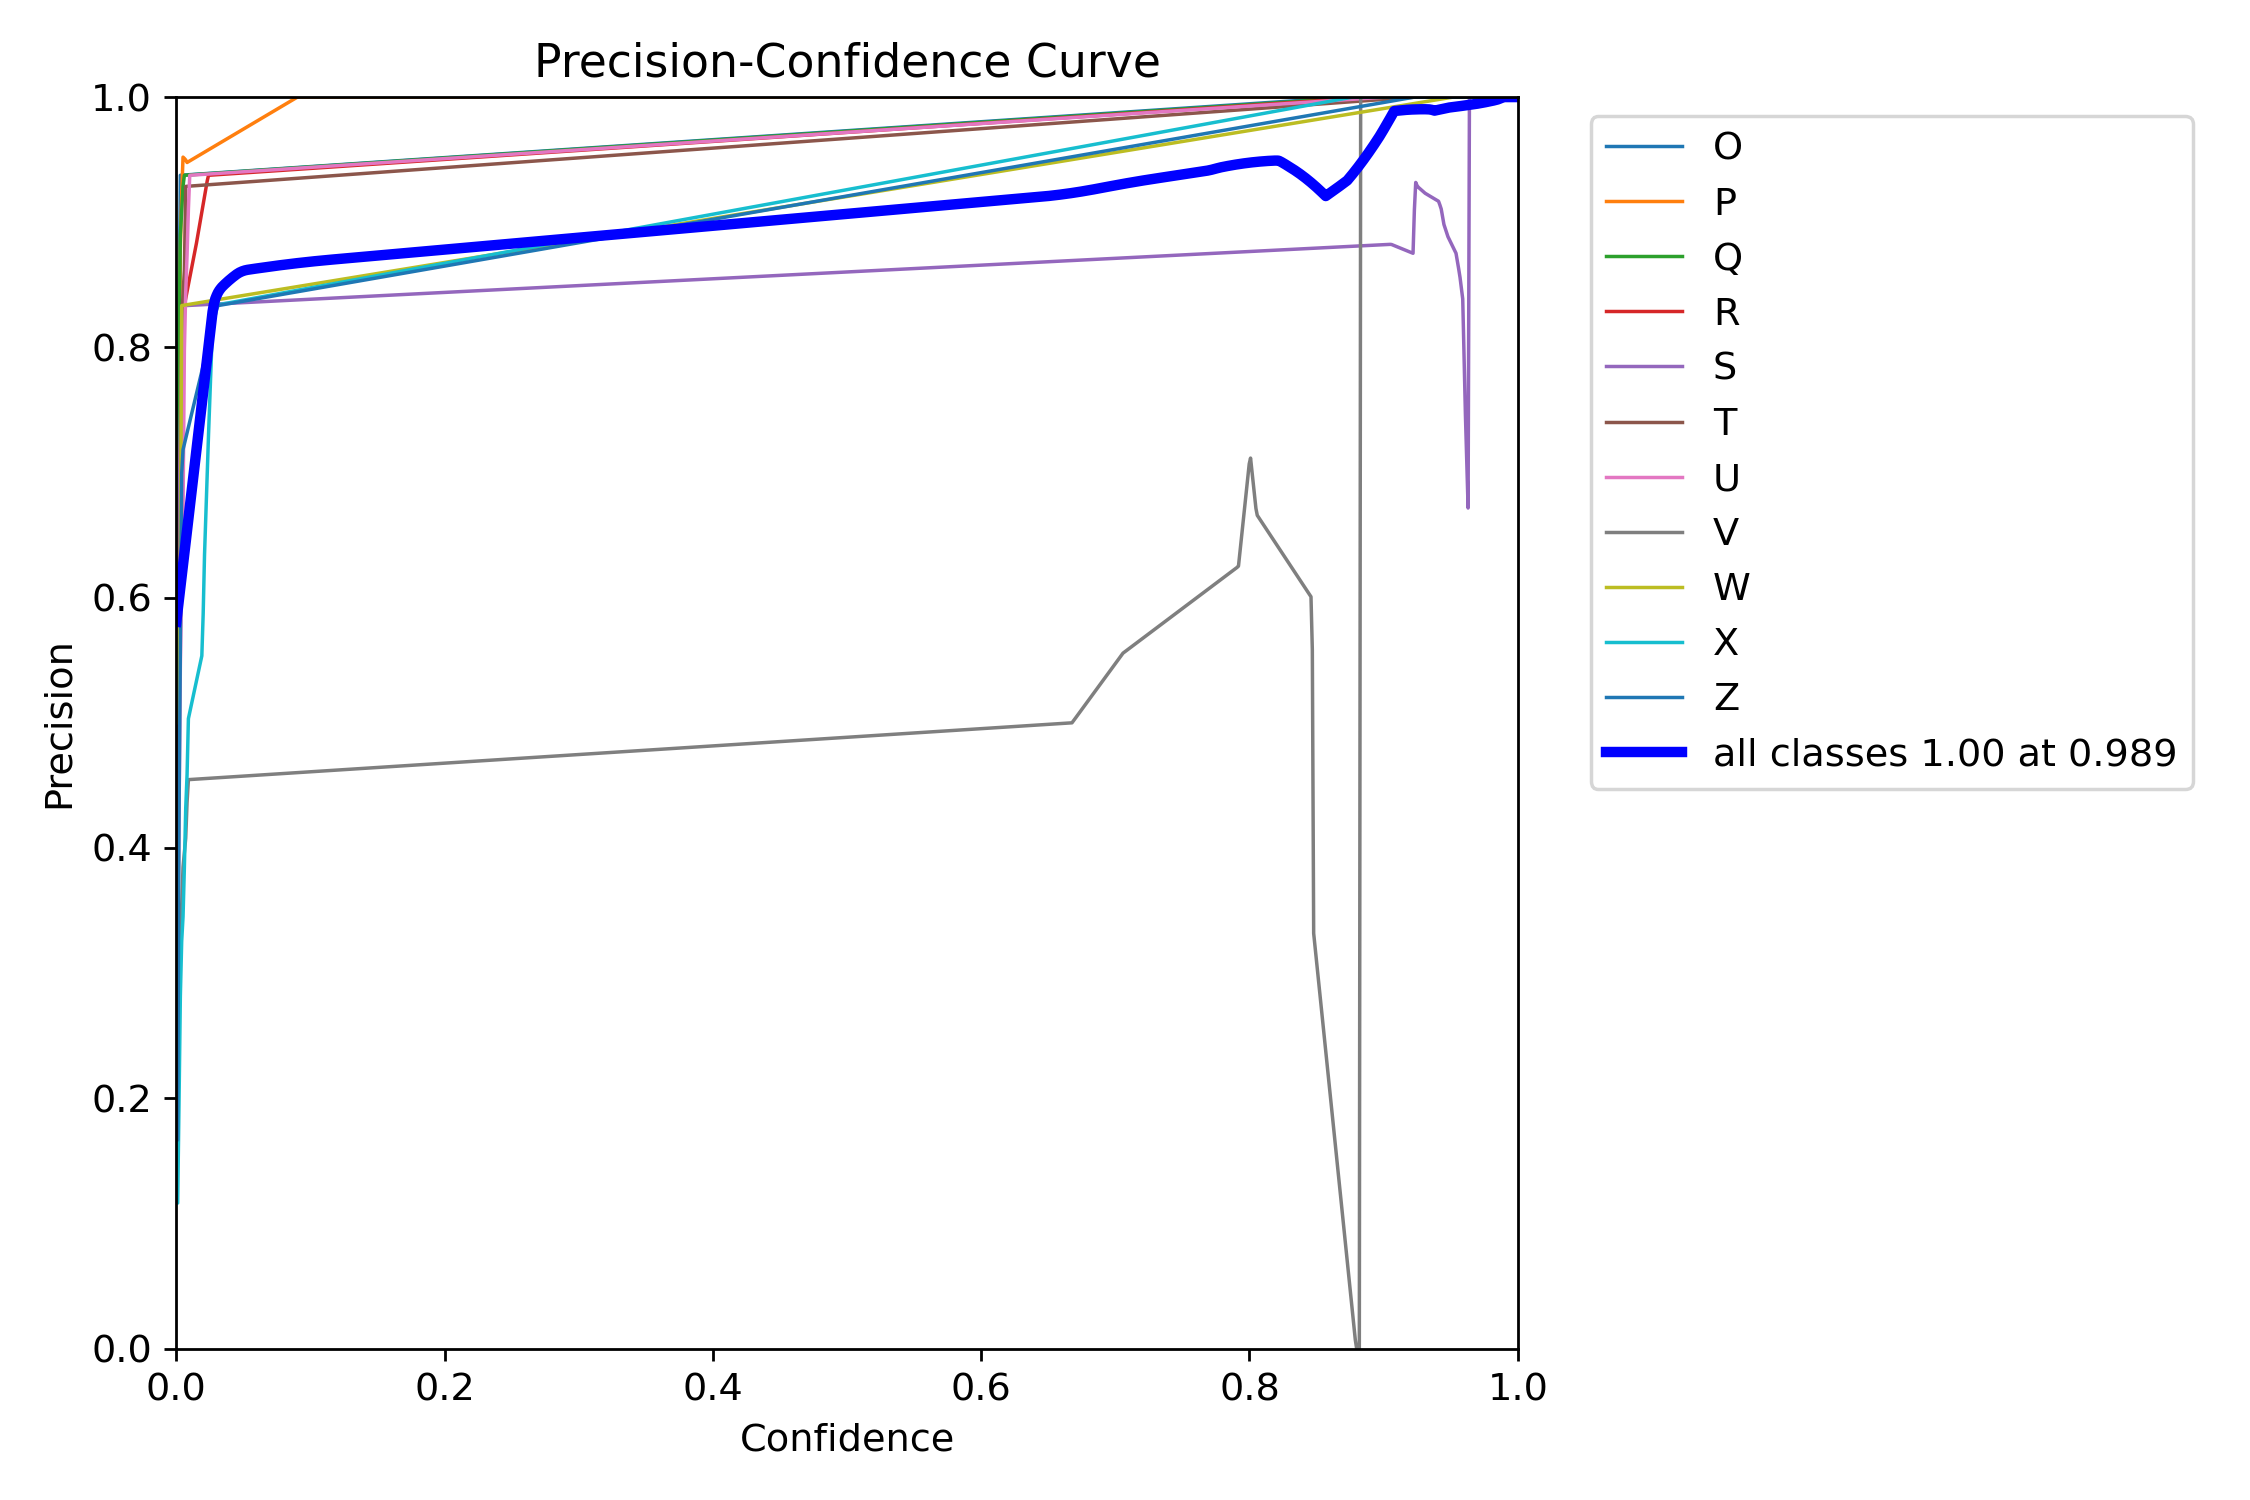 Precision-Confidence Curve
1.0
0.8
0.6
0.4
0.2
0.0
Precision
0.0 0.2 0.4 0.6 0.8 1.0
Confidence
O
P
Q
R
S
T
U
V
W
X
Z
all classes 1.00 at 0.989